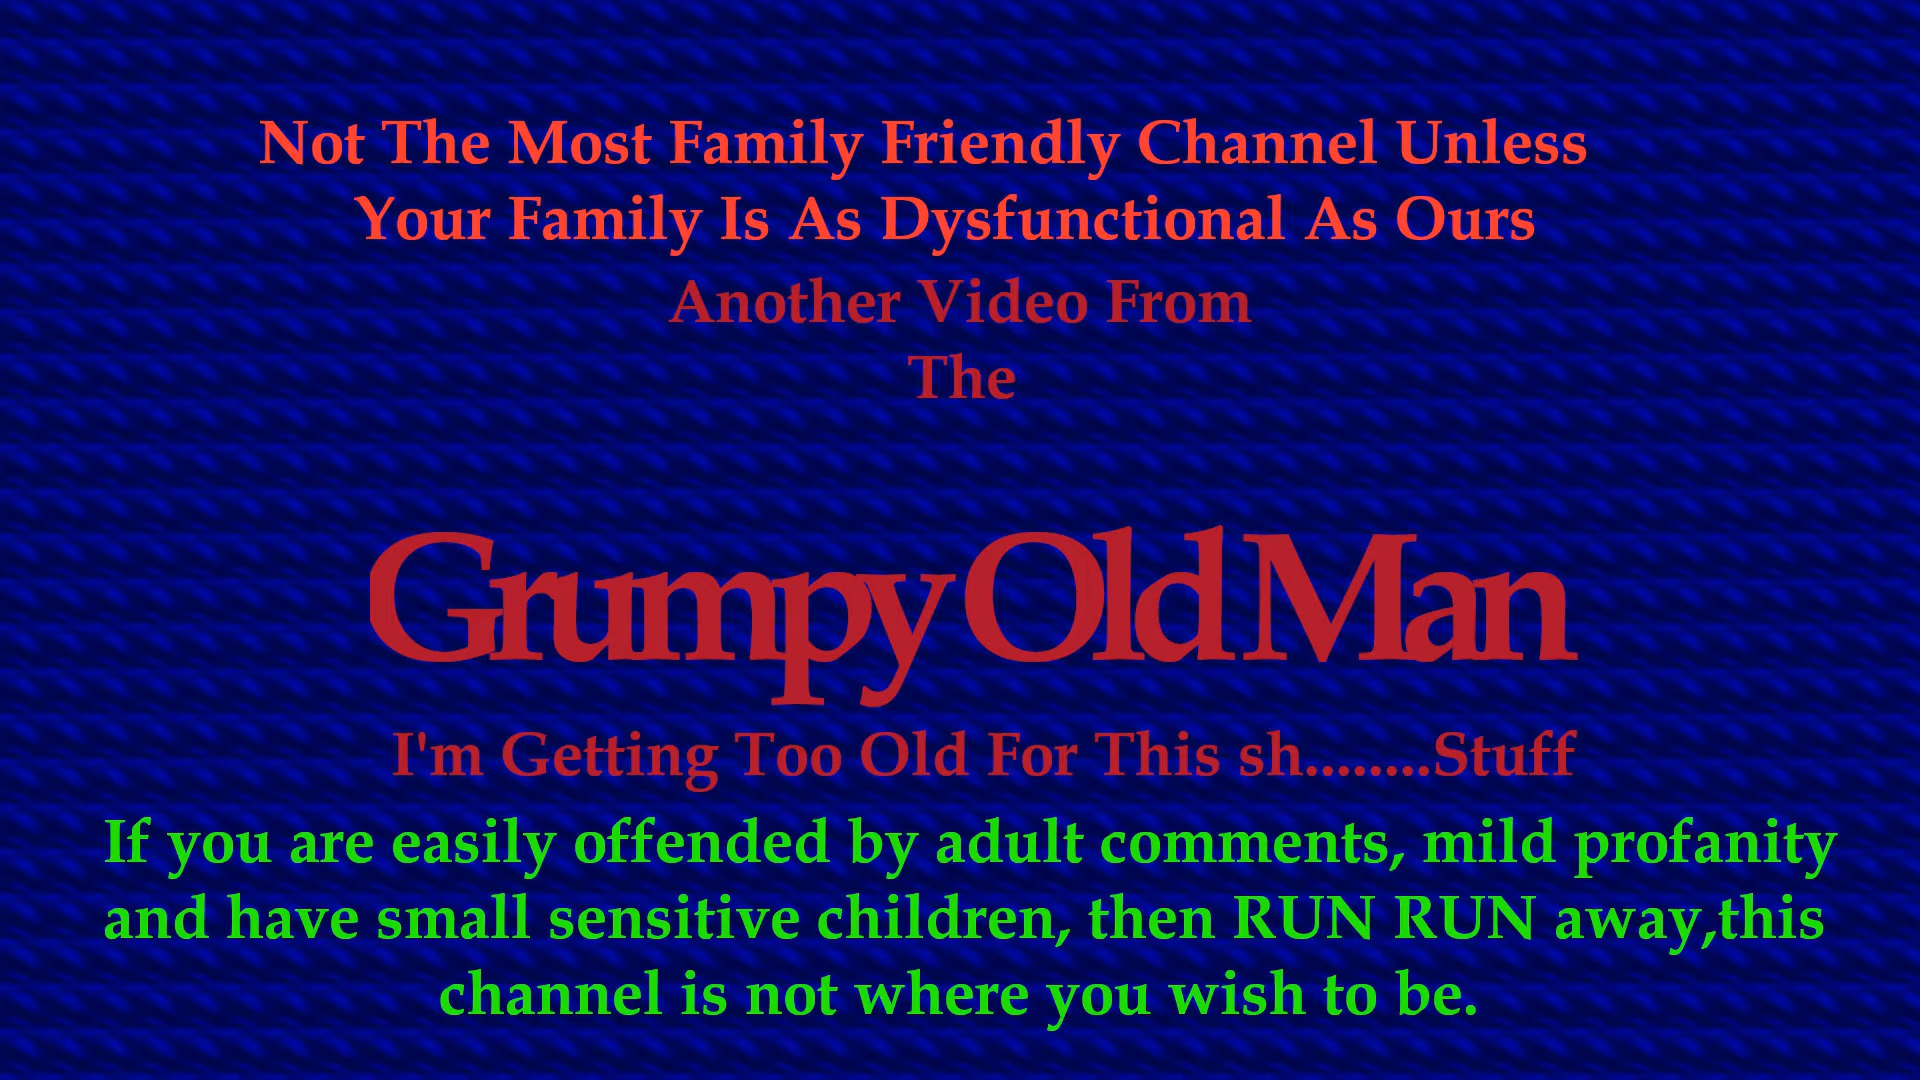 Not The Most Family Friendly Channel Unless
Your Family Is As Dysfunctional As Ours
Another Video From
The
Grumpy Old Man
I'm Getting Too Old For This sh........Stuff
If you are easily offended by adult comments, mild profanity
and have small sensitive children, then RUN RUN away,this
channel is not where you wish to be.